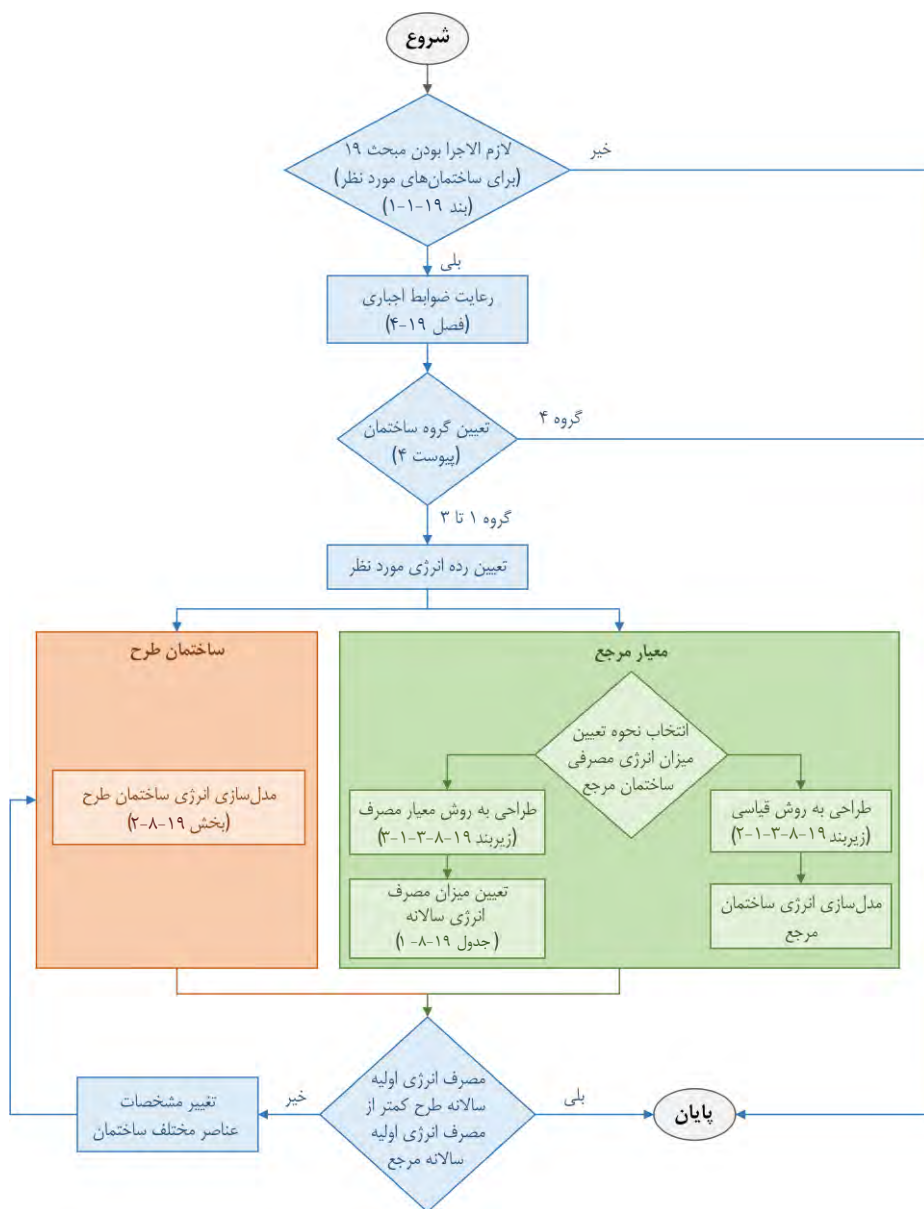 شروع
لازم الاجرا بودن مبحث ۱۹
(برای ساختمان‌های مورد نظر)
(بند ۱۹-۱-۱)
خیر
بلی
رعایت ضوابط اجباری
(فصل ۱۹-۴)
تعیین گروه ساختمان
(پیوست ۴)
گروه ۴
گروه ۱ تا ۳
تعیین رده انرژی مورد نظر
معیار مرجع
انتخاب نحوه تعیین
میزان انرژی مصرفی
ساختمان مرجع
طراحی به روش قیاسی
(زیربند ۱۹-۸-۳-۱-۲)
مدل‌سازی انرژی ساختمان
مرجع
طراحی به روش معیار مصرف
(زیربند ۱۹-۸-۳-۱-۳)
تعیین میزان مصرف
انرژی سالانه
(جدول ۱۹-۸-۱)
ساختمان طرح
مدل‌سازی انرژی ساختمان طرح
(بخش ۱۹-۸-۲)
مصرف انرژی اولیه
سالانه طرح کمتر از
مصرف انرژی اولیه
سالانه مرجع
بلی
پایان
خیر
تغییر مشخصات
عناصر مختلف ساختمان